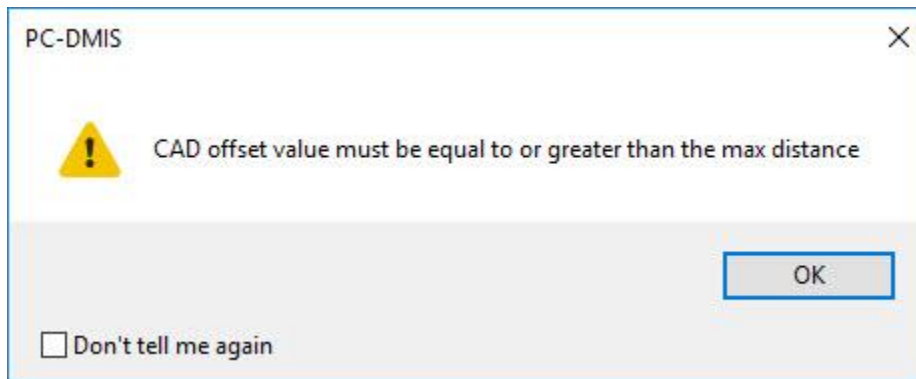 PC-DMIS
CAD offset value must be equal to or greater than the max distance
OK
Don't tell me again